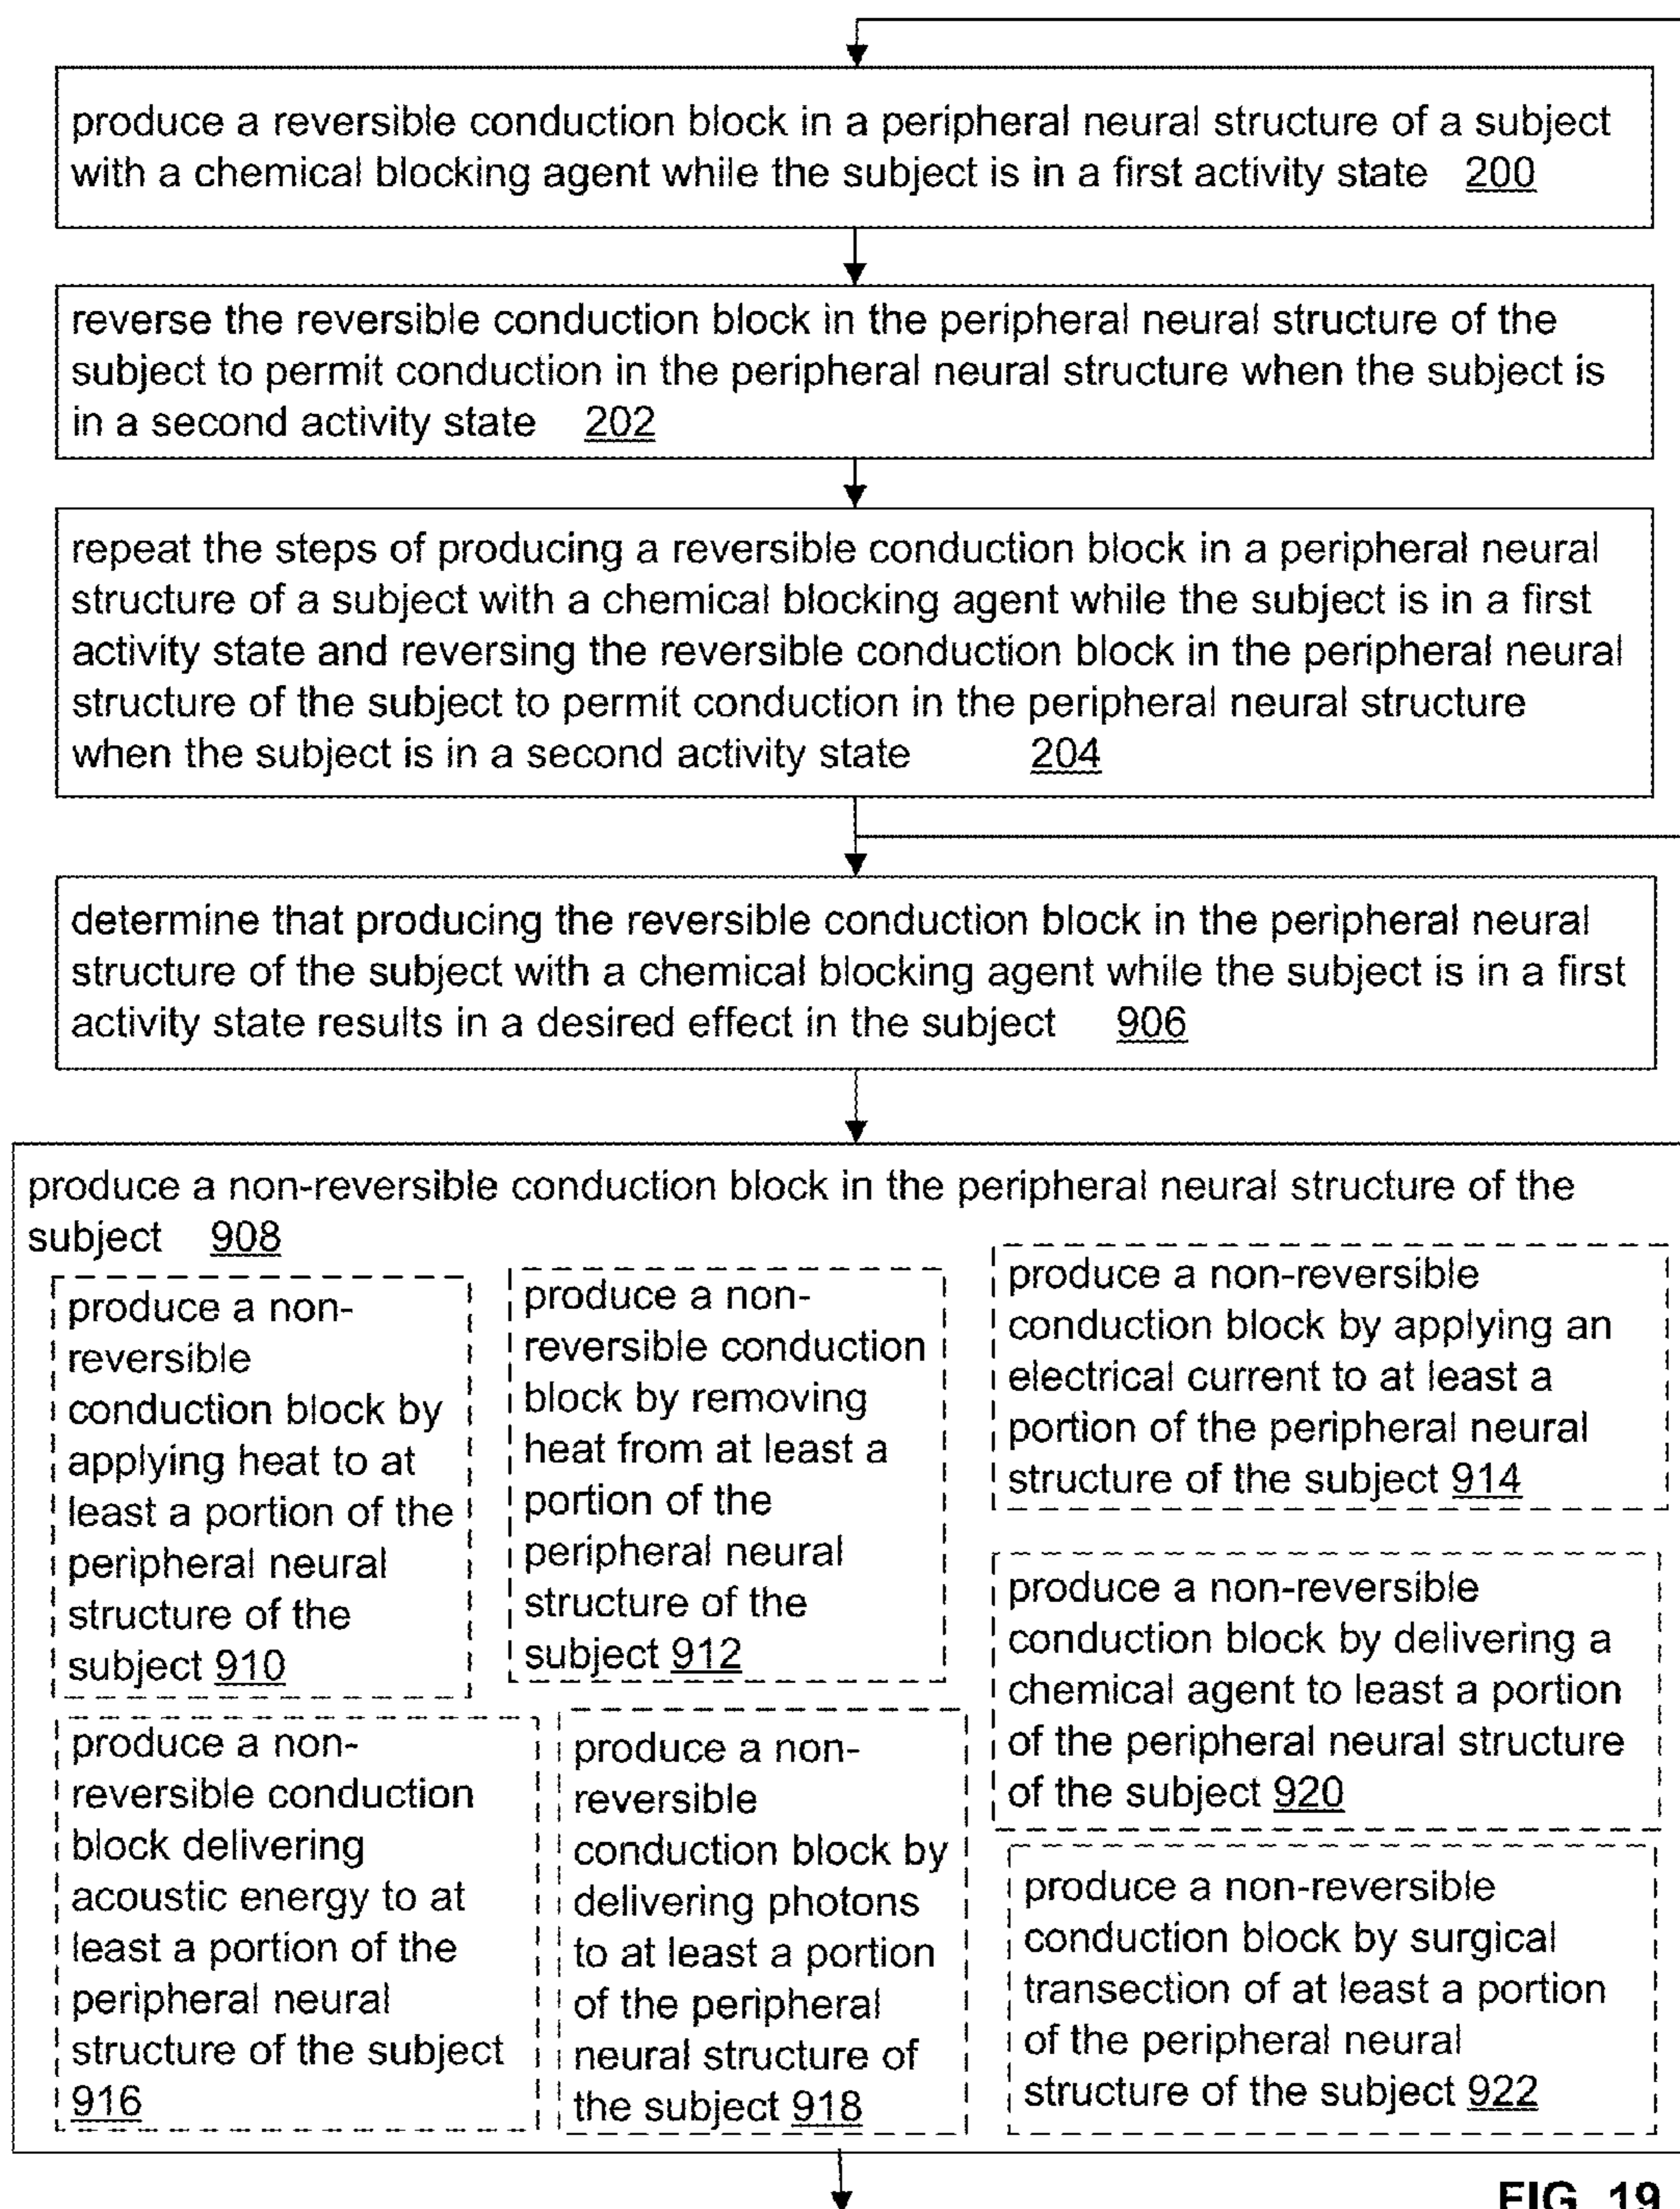 produce a reversible conduction block in a peripheral neural structure of a subject
with a chemical blocking agent while the subject is in a first activity state 200
reverse the reversible conduction block in the peripheral neural structure of the
subject to permit conduction in the peripheral neural structure when the subject is
in a second activity state 202
repeat the steps of producing a reversible conduction block in a peripheral neural
structure of a subject with a chemical blocking agent while the subject is in a first
activity state and reversing the reversible conduction block in the peripheral neural
structure of the subject to permit conduction in the peripheral neural structure
when the subject is in a second activity state 204
determine that producing the reversible conduction block in the peripheral neural
structure of the subject with a chemical blocking agent while the subject is in a first
activity state results in a desired effect in the subject 906
produce a non-reversible conduction block in the peripheral neural structure of the
subject 908
produce a non-
reversible
conduction block by
applying heat to at
least a portion of the
peripheral neural
structure of the
subject 910
produce a non-
reversible conduction
block by removing
heat from at least a
portion of the
peripheral neural
structure of the
subject 912
produce a non-reversible
conduction block by applying an
electrical current to at least a
portion of the peripheral neural
structure of the subject 914
produce a non-
reversible conduction
block delivering
acoustic energy to at
least a portion of the
peripheral neural
structure of the subject
916
produce a non-
reversible
conduction block by
delivering photons
to at least a portion
of the peripheral
neural structure of
the subject 918
produce a non-reversible
conduction block by delivering a
chemical agent to least a portion
of the peripheral neural structure
of the subject 920
produce a non-reversible
conduction block by surgical
transection of at least a portion
of the peripheral neural
structure of the subject 922
FIG. 19